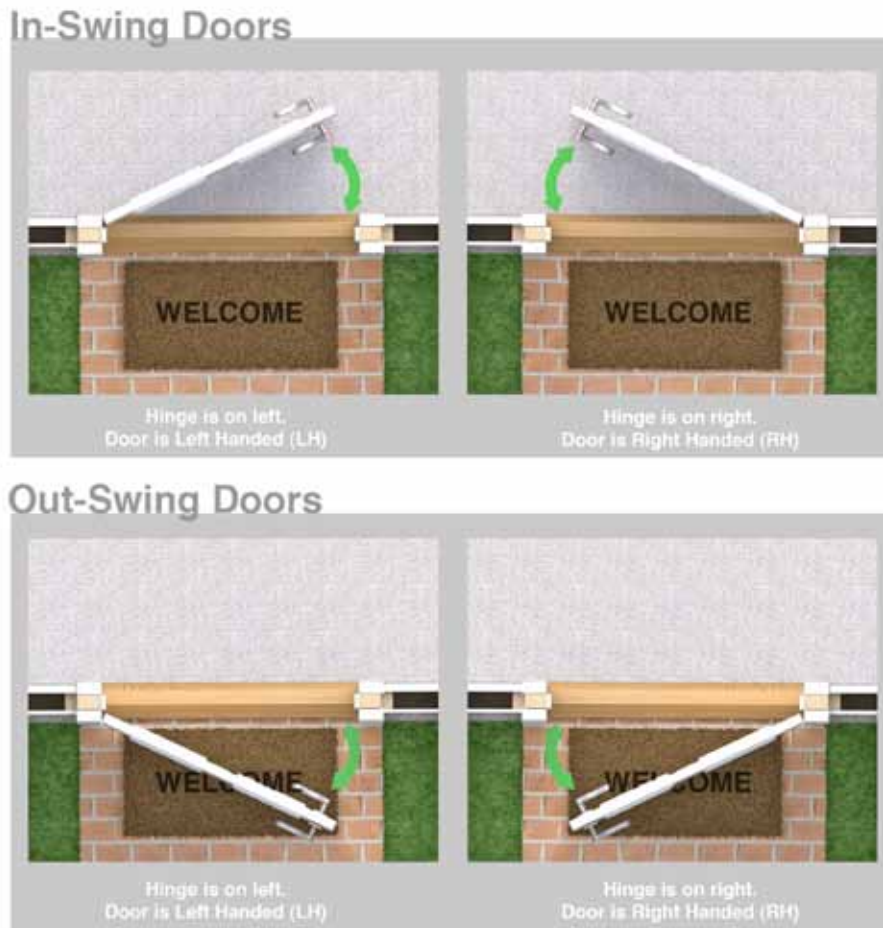 In-Swing Doors
WELCOME
WELCOME
Hinge is on left.
Door is Left Handed (LH)
Hinge is on right.
Door is Right Handed (RH)
Out-Swing Doors
WELCOME
WELCOME
Hinge is on left.
Door is Left Handed (LH)
Hinge is on right.
Door is Right Handed (RH)